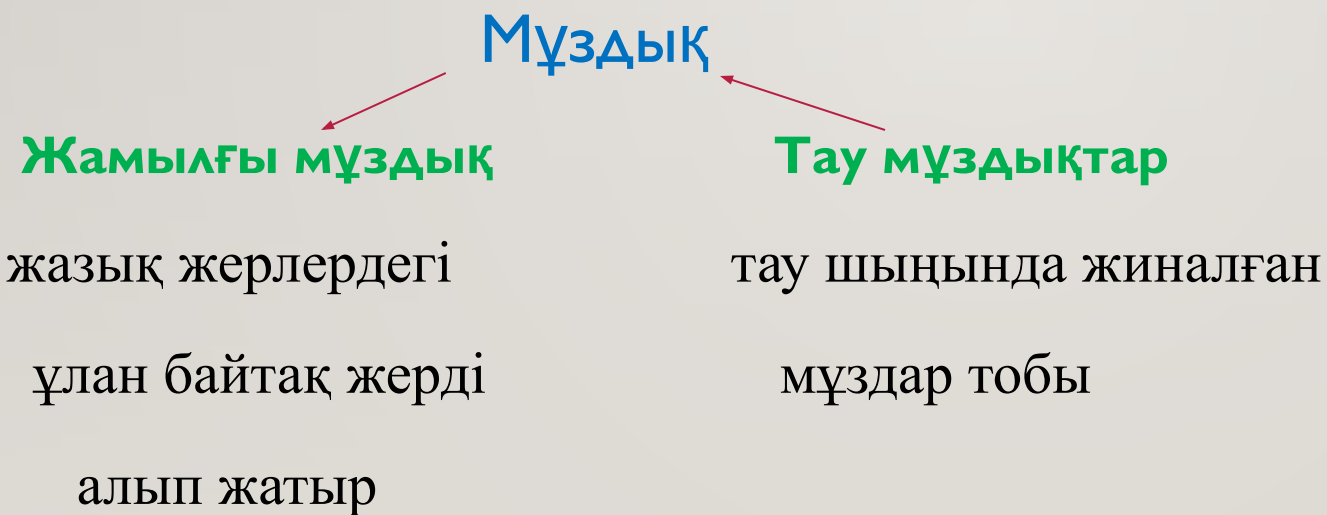 Мұздық
Жамылғы мұздық
Тау мұздықтар
жазық жерлердегі
ұлан байтақ жерді
алып жатыр
тау шыңында жиналған
мұздар тобы